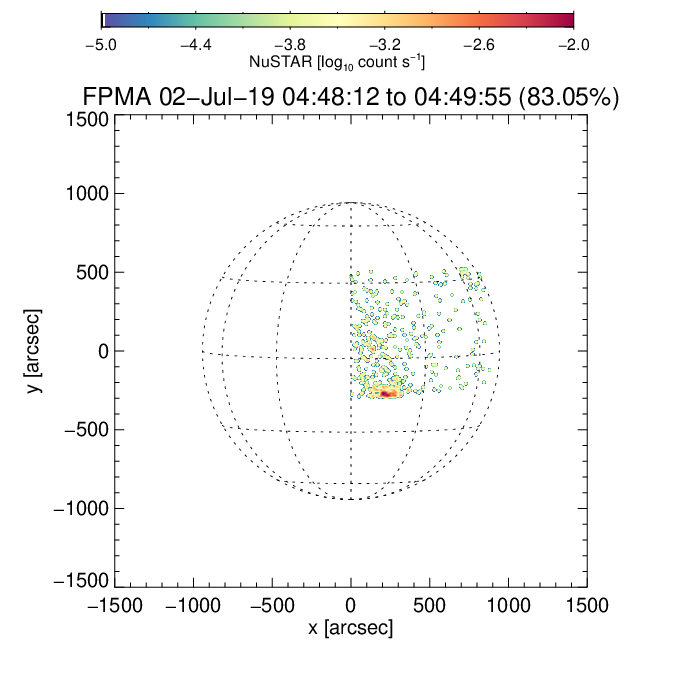 −5.0 −4.4 −3.8 −3.2 −2.6 −2.0
NuSTAR [log₁₀ count s⁻¹]
FPMA 02−Jul−19 04:48:12 to 04:49:55 (83.05%)
1500
1000
500
0
−500
−1000
−1500
y [arcsec]
−1500 −1000 −500 0 500 1000 1500
x [arcsec]